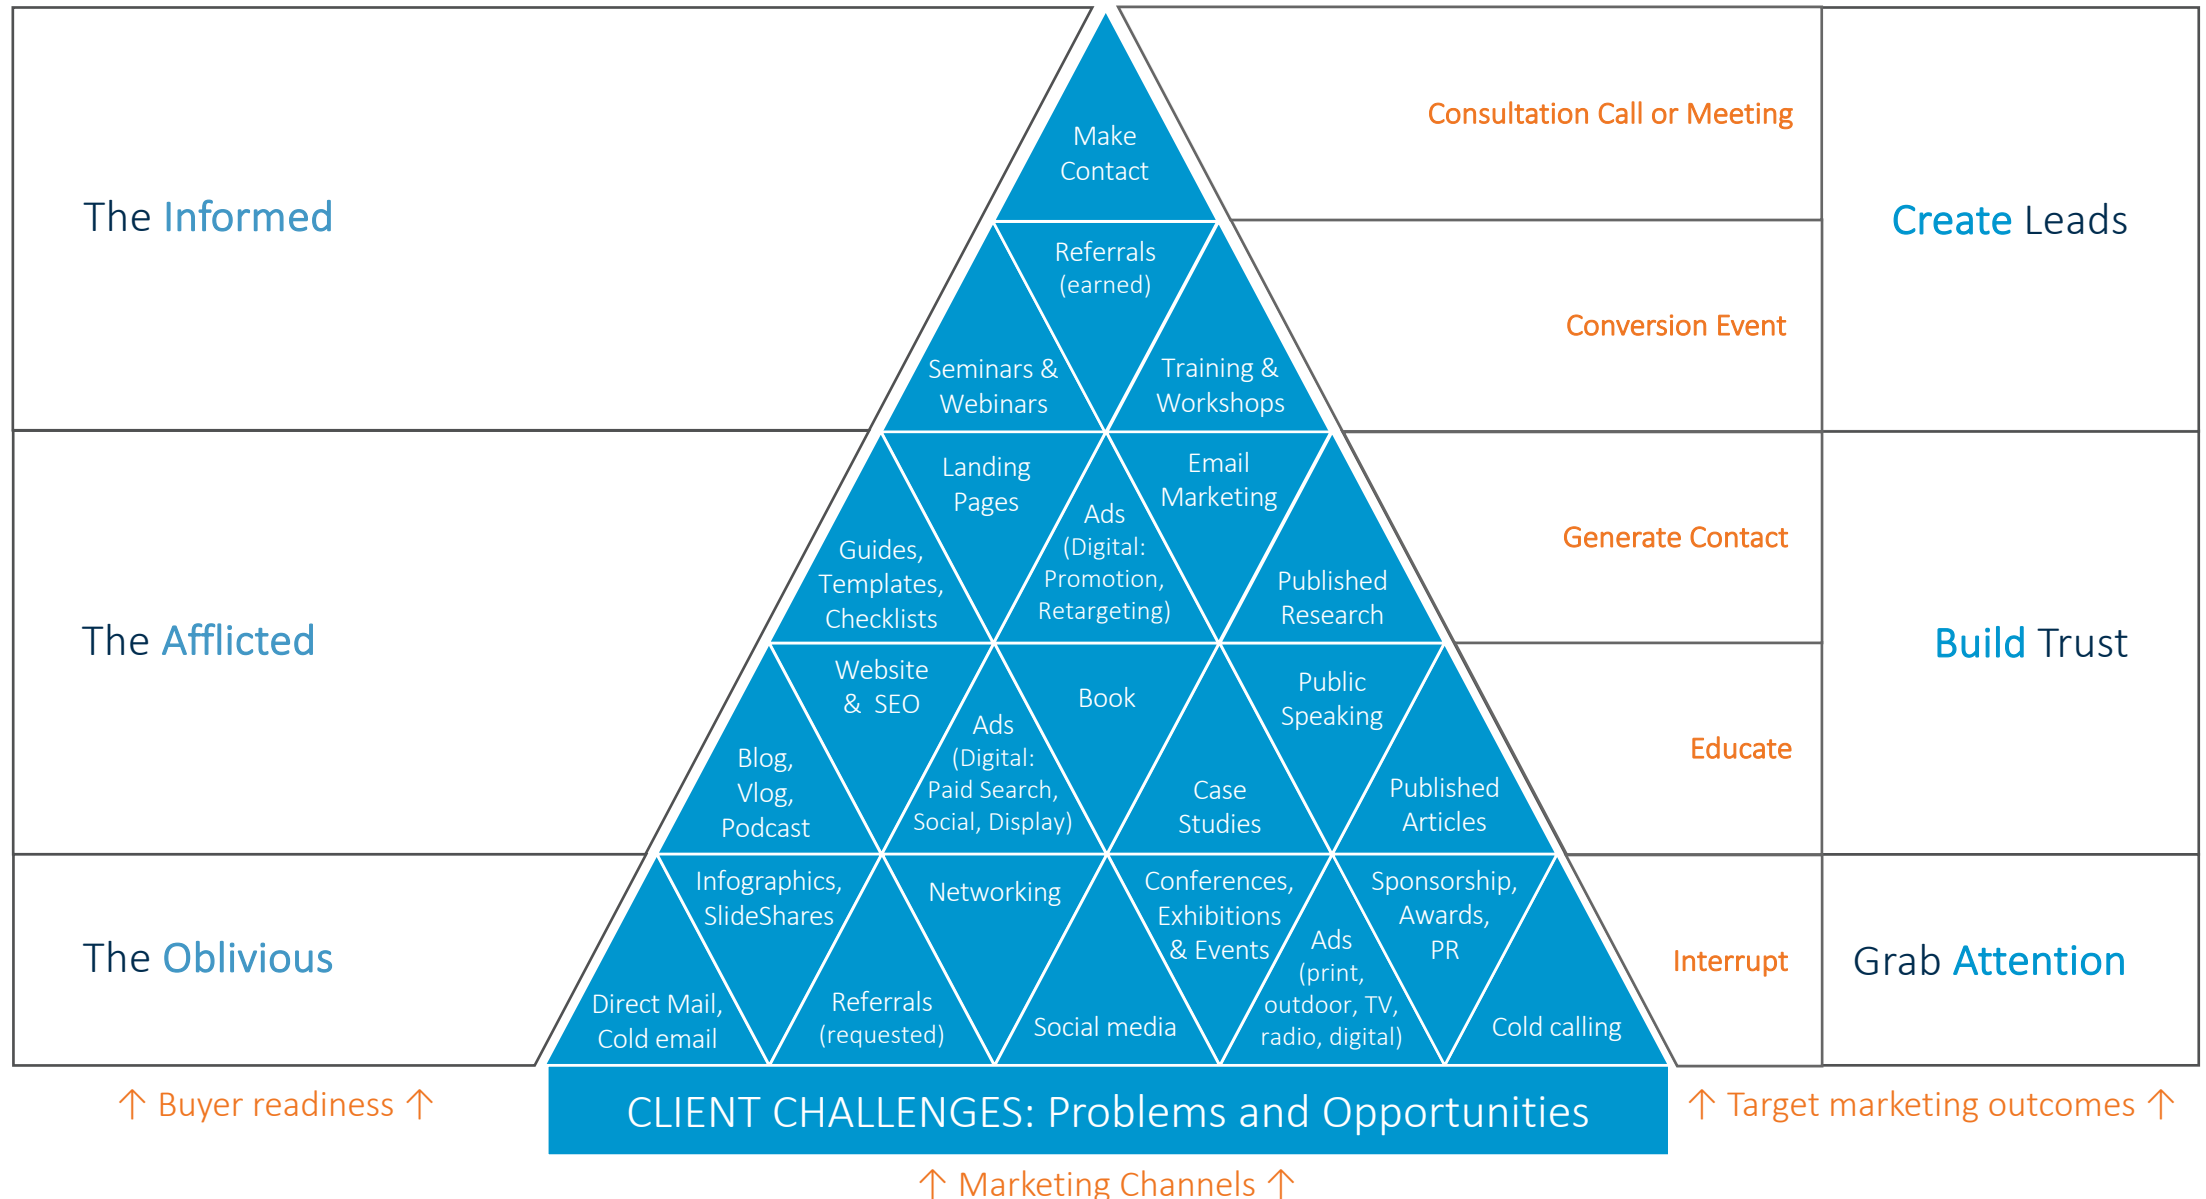 Make
Contact
Consultation Call or Meeting
The Informed
Create Leads
Referrals
(earned)
Conversion Event
Seminars &
Webinars
Training &
Workshops
Landing
Pages
Email
Marketing
Ads
(Digital:
Promotion,
Retargeting)
Generate Contact
Guides,
Templates,
Checklists
Published
Research
The Afflicted
Build Trust
Website
& SEO
Book
Public
Speaking
Ads
(Digital:
Paid Search,
Social, Display)
Educate
Blog,
Vlog,
Podcast
Case
Studies
Published
Articles
Infographics,
SlideShares
Networking
Conferences,
Exhibitions
& Events
Sponsorship,
Awards,
PR
The Oblivious
Interrupt
Grab Attention
Direct Mail,
Cold email
Referrals
(requested)
Social media
Ads
(print,
outdoor, TV,
radio, digital)
Cold calling
↑ Buyer readiness ↑
CLIENT CHALLENGES: Problems and Opportunities
↑ Target marketing outcomes ↑
↑ Marketing Channels ↑